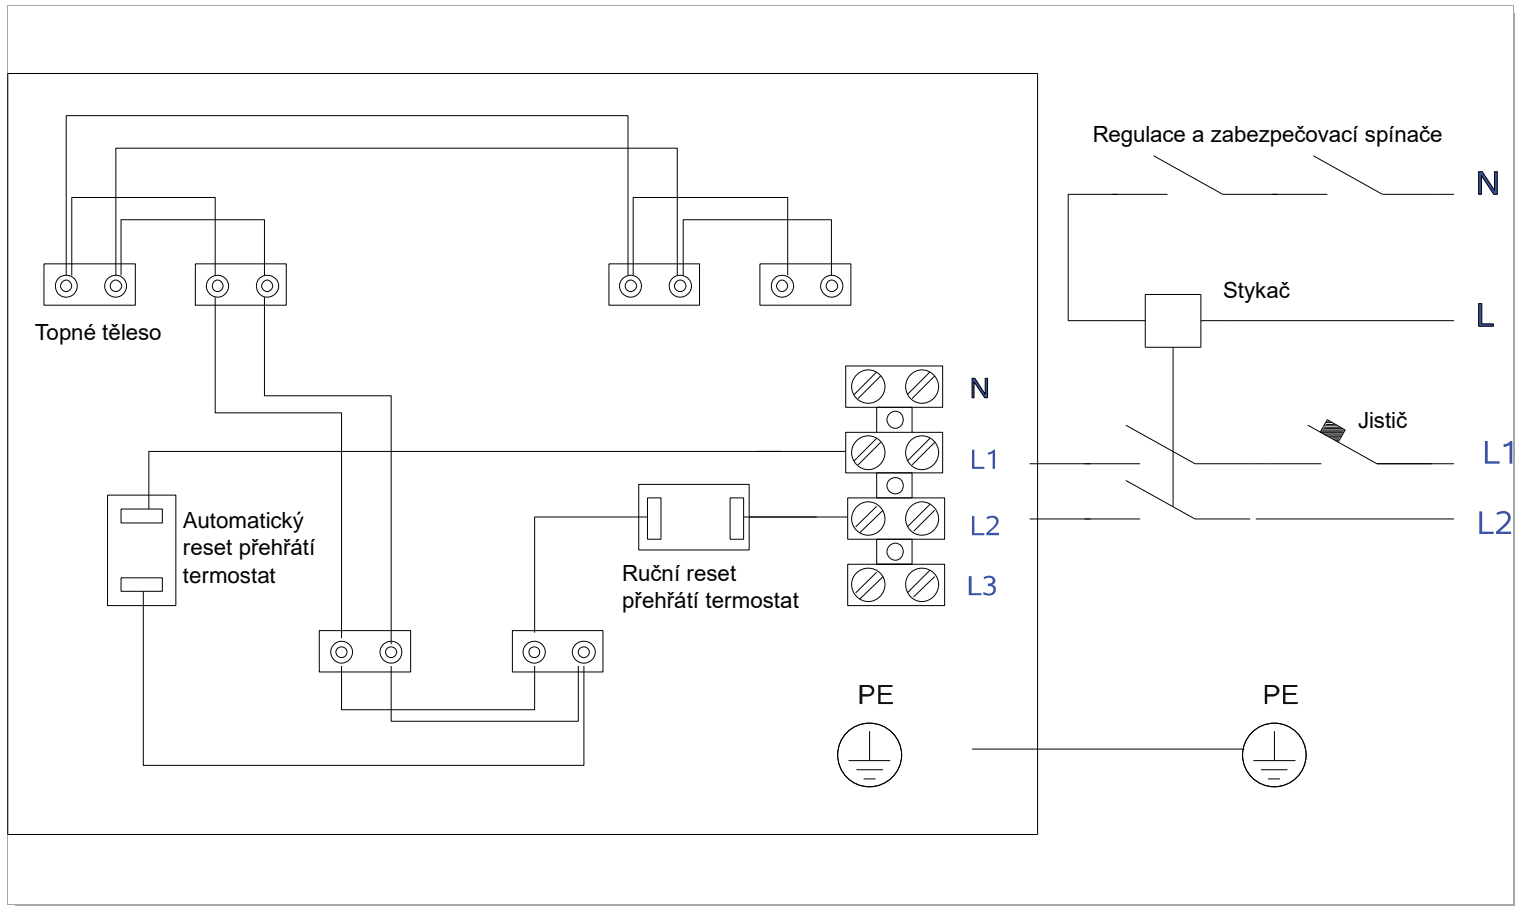 Regulace a zabezpečovací spínače
N
Stykač
L
Topné těleso
N
Jistič
L1
L1
Automatický
reset přehřátí
termostat
L2
L2
Ruční reset
přehřátí termostat
L3
PE
PE